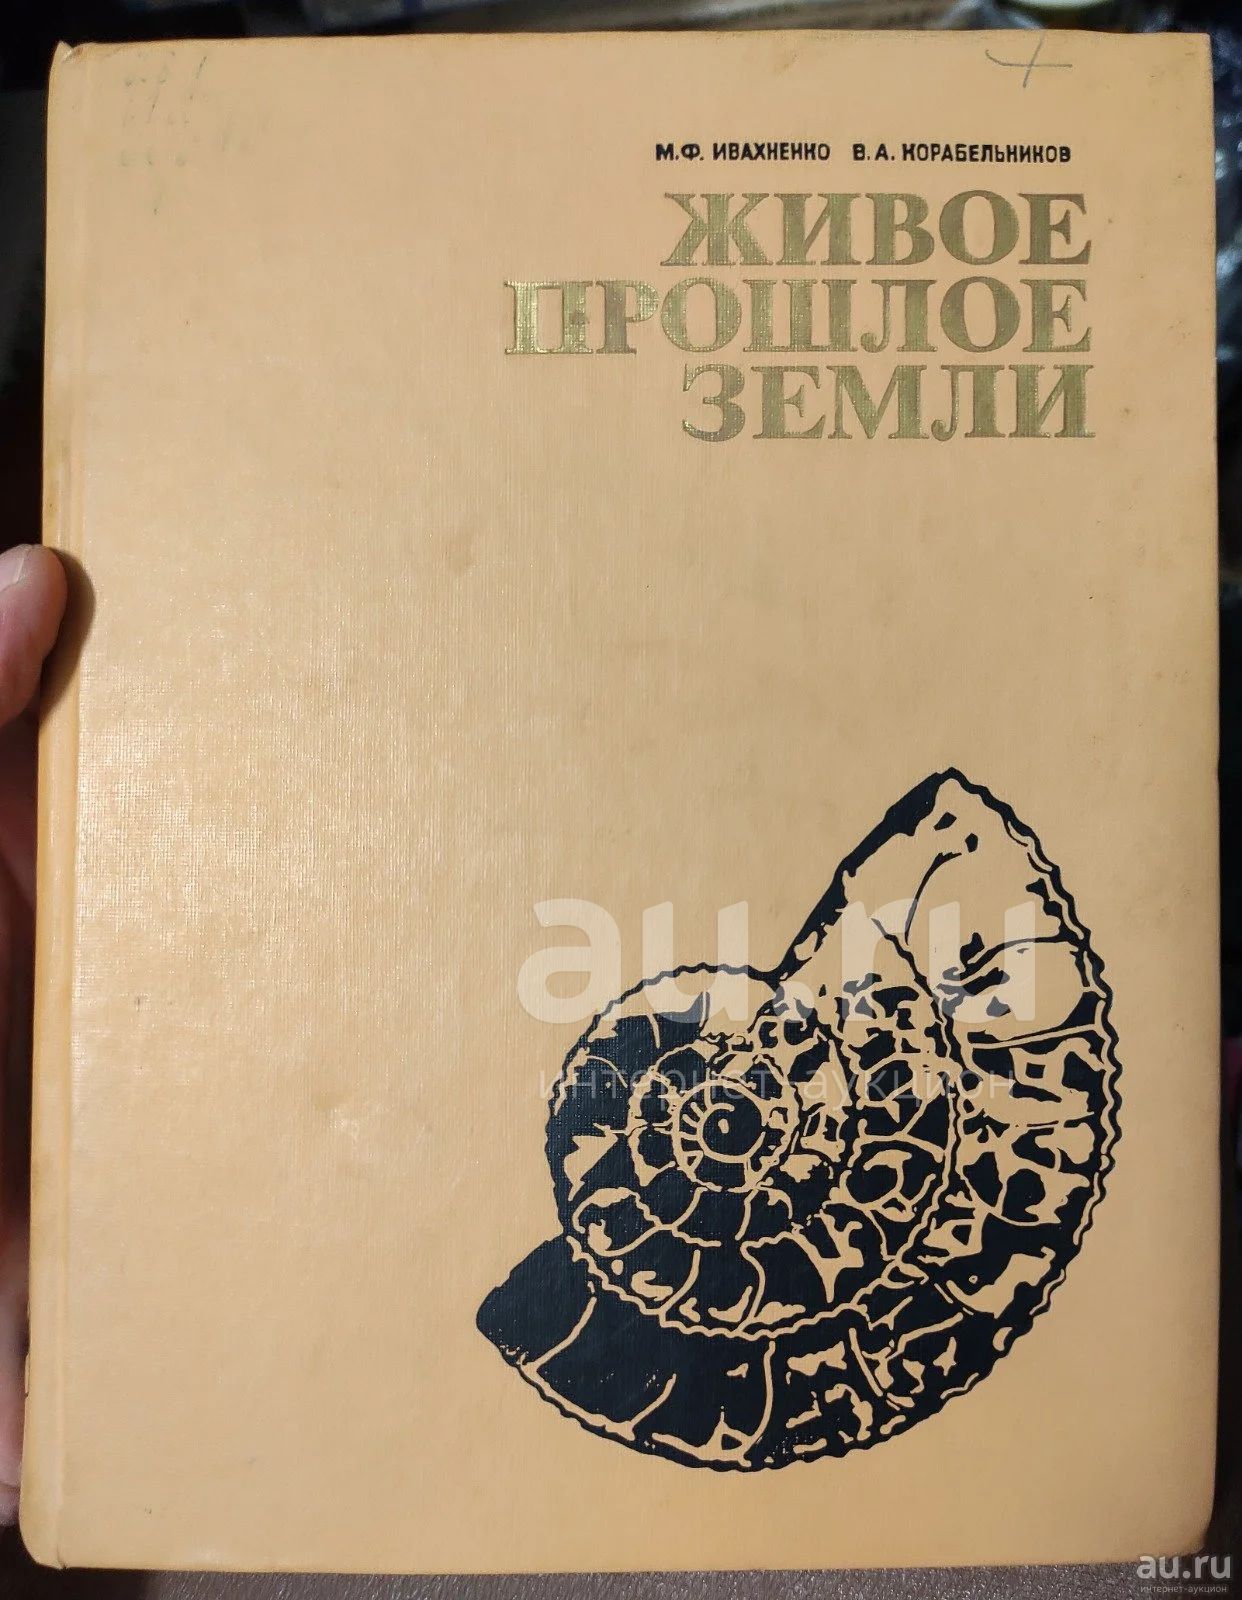 М.Ф. ИВАХНЕНКО В.А. КОРАБЕЛЬНИКОВ
ЖИВОЕ
ПРОШЛОЕ
ЗЕМЛИ
au.ru
интернет-аукцион
au.ru
интернет-аукцион